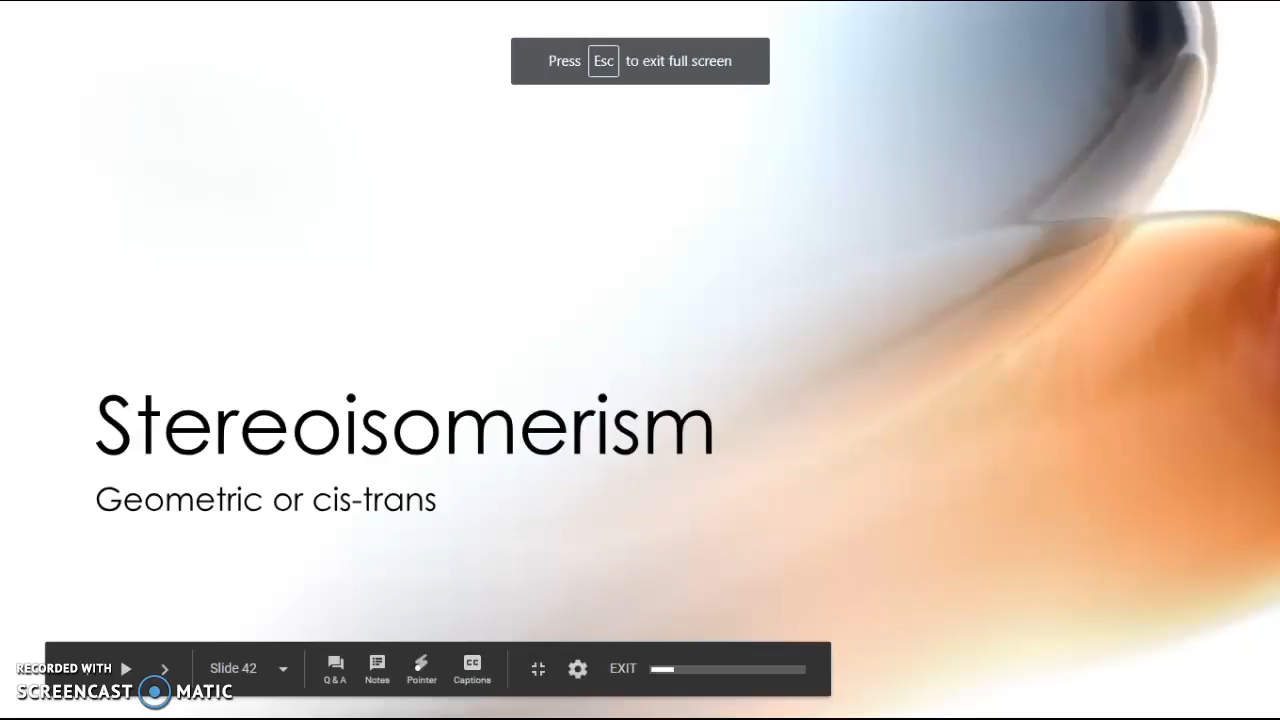 Press Esc to exit full screen
Stereoisomerism
Geometric or cis-trans
RECORDED WITH
SCREENCAST MATIC
Slide 42
Q & A
Notes
Pointer
CC
Captions
EXIT